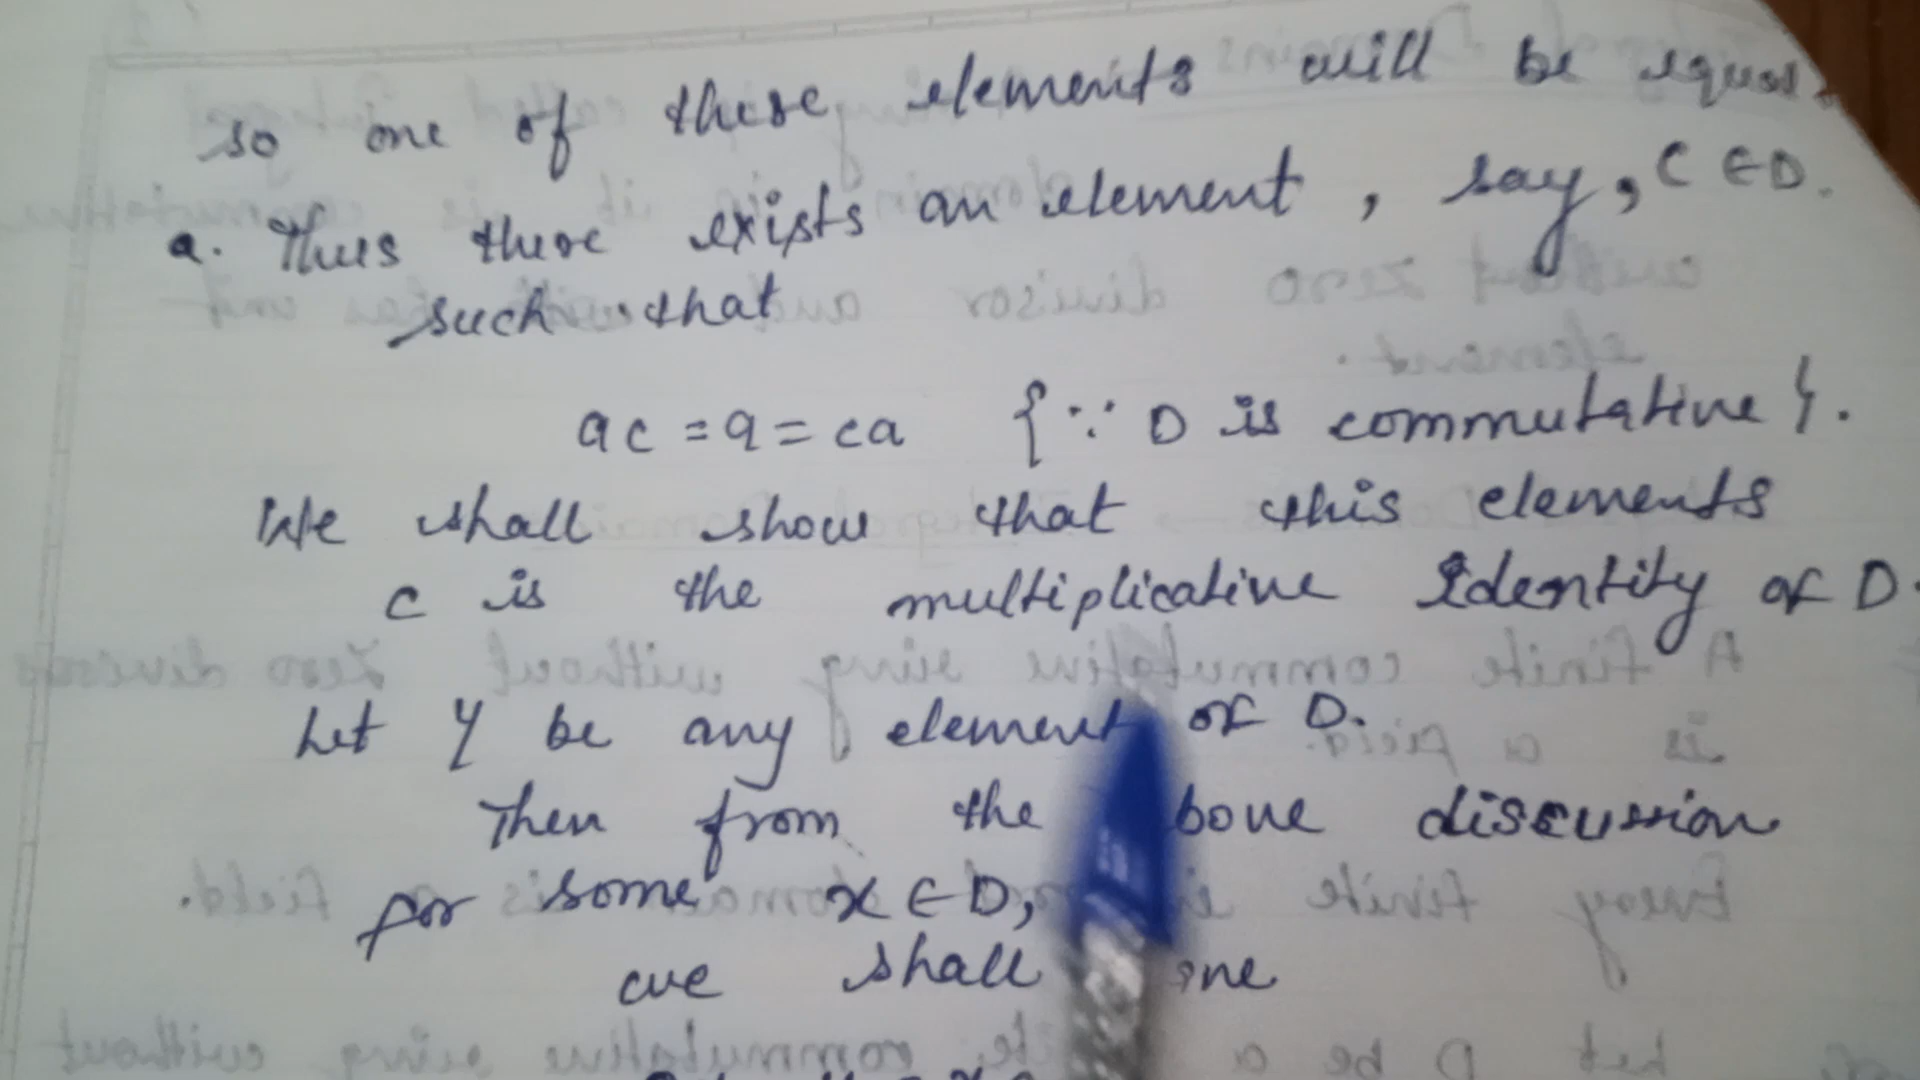 so one of these elements will be equal
a. Thus there exists an element, say, C ∈ D.
such that
ac = a = ca {∵ D is commutative}.
We shall show that this elements
c is the multiplicative Identity of D.
Let y be any element of D.
Then from the bove discussion
for some x ∈ D,
we shall